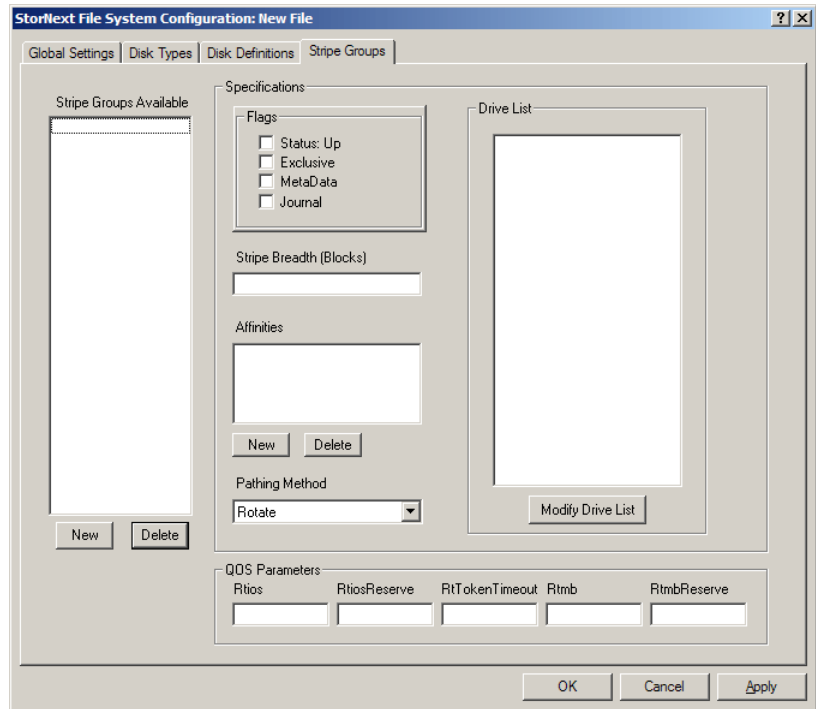 StorNext File System Configuration: New File
Global Settings
Disk Types
Disk Definitions
Stripe Groups
Stripe Groups Available
New
Delete
Specifications
Flags
Status: Up
Exclusive
MetaData
Journal
Stripe Breadth (Blocks)
Affinities
New
Delete
Pathing Method
Rotate
Drive List
Modify Drive List
QOS Parameters
Rtios
RtiosReserve
RtTokenTimeout
Rtmb
RtmbReserve
OK
Cancel
Apply